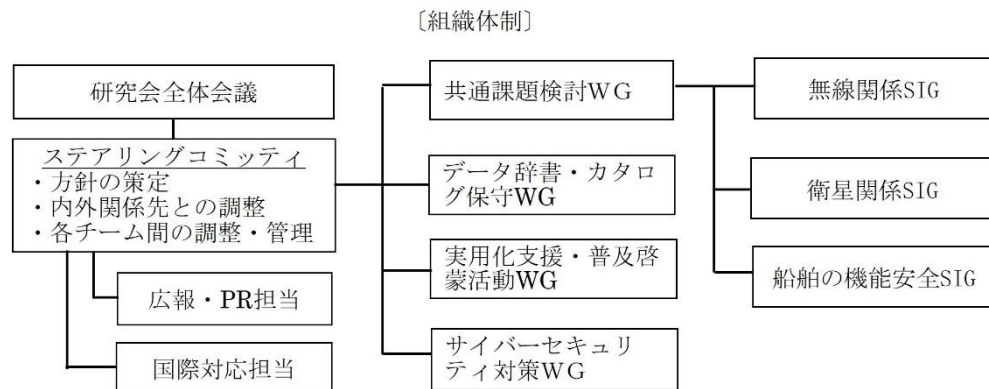 〔組織体制〕
研究会全体会議
ステアリングコミッティ
・方針の策定
・内外関係先との調整
・各チーム間の調整・管理
広報・PR担当
国際対応担当
共通課題検討WG
データ辞書・カタロ
グ保守WG
実用化支援・普及啓
蒙活動WG
サイバーセキュリ
ティ対策WG
無線関係SIG
衛星関係SIG
船舶の機能安全SIG